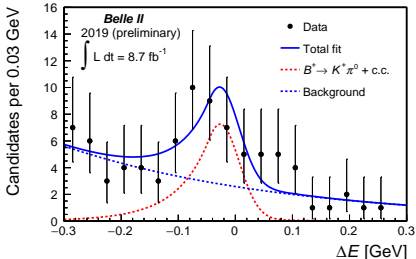 Belle II
2019 (preliminary)
∫ L dt = 8.7 fb⁻¹
Data
Total fit
B⁺→ K⁺π⁰ + c.c.
Background
Candidates per 0.03 GeV
16
14
12
10
8
6
4
2
0
−0.3 −0.2 −0.1 0 0.1 0.2 0.3
ΔE [GeV]